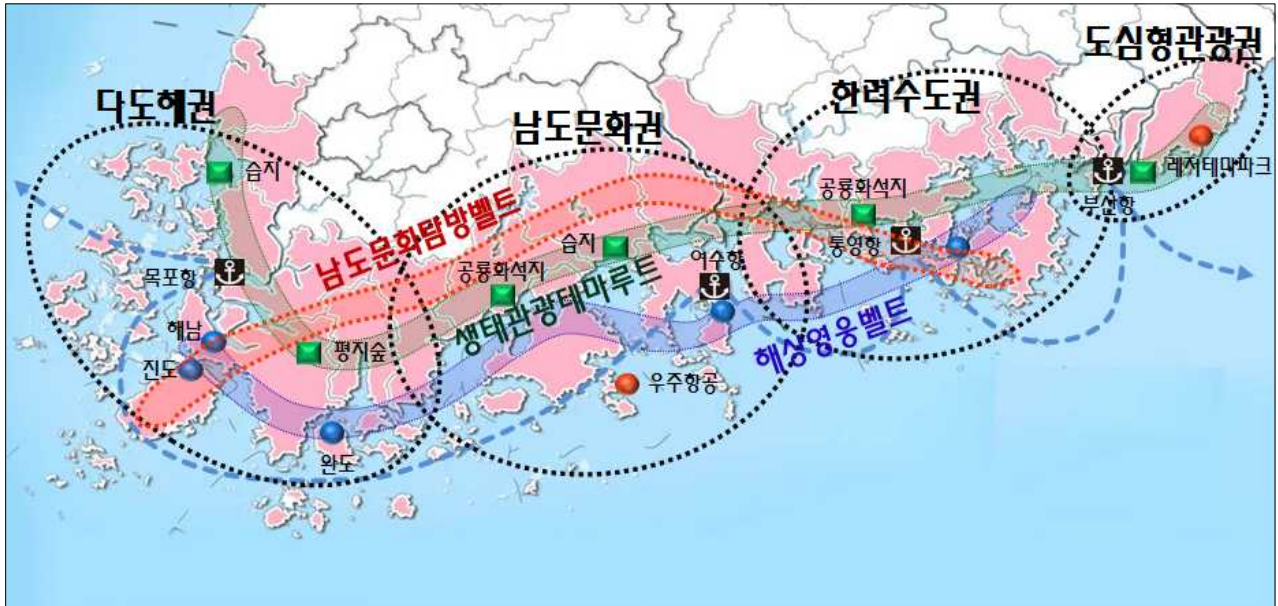 도심형관광권
한려수도권
다도해권
남도문화권
습지
레저테마파크
공룡화석지
부산항
남도문화탐방벨트
습지
통영항
여수항
목포항
공룡화석지
생태관광테마루트
해남
평지숲
해상영웅벨트
진도
우주항공
완도